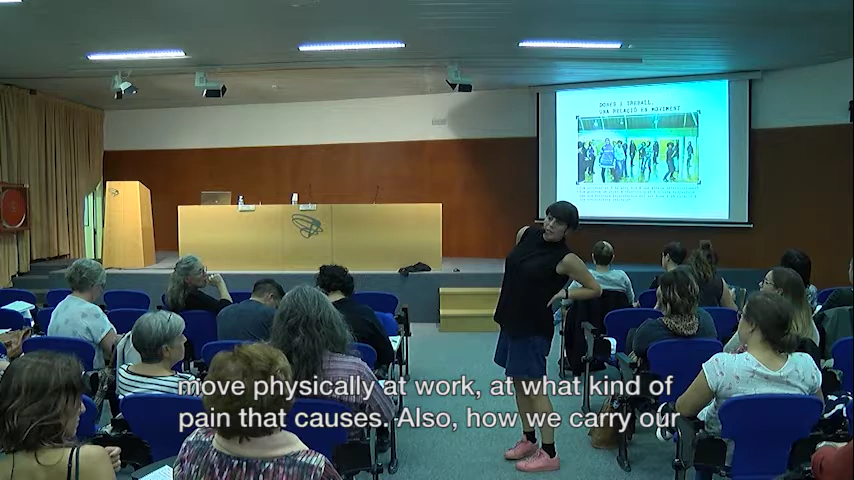 DONES I TREBALL.
UNA RELACIÓ EN MOVIMENT
move physically at work, at what kind of
pain that causes. Also, how we carry our